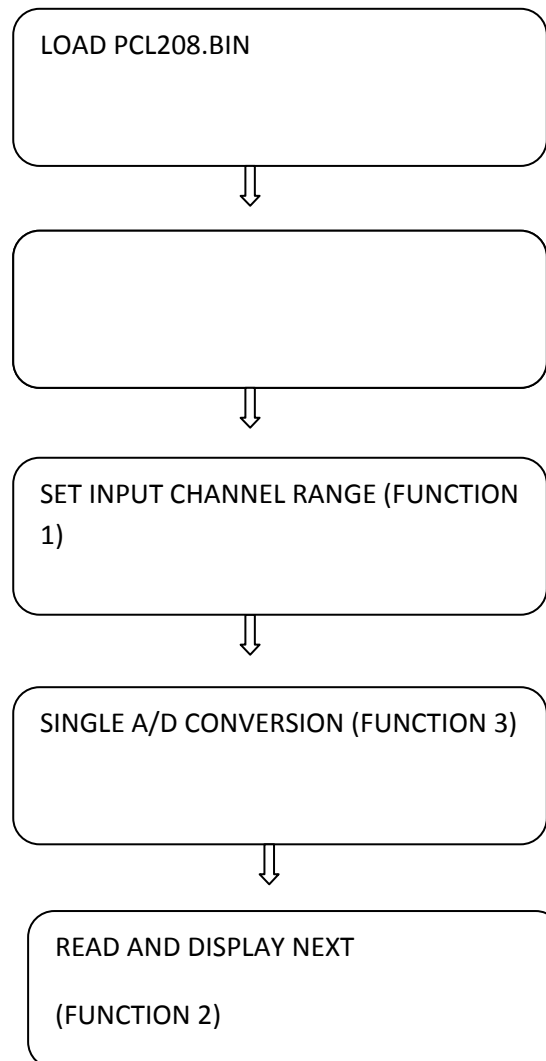 LOAD PCL208.BIN
SET INPUT CHANNEL RANGE (FUNCTION
1)
SINGLE A/D CONVERSION (FUNCTION 3)
READ AND DISPLAY NEXT
(FUNCTION 2)